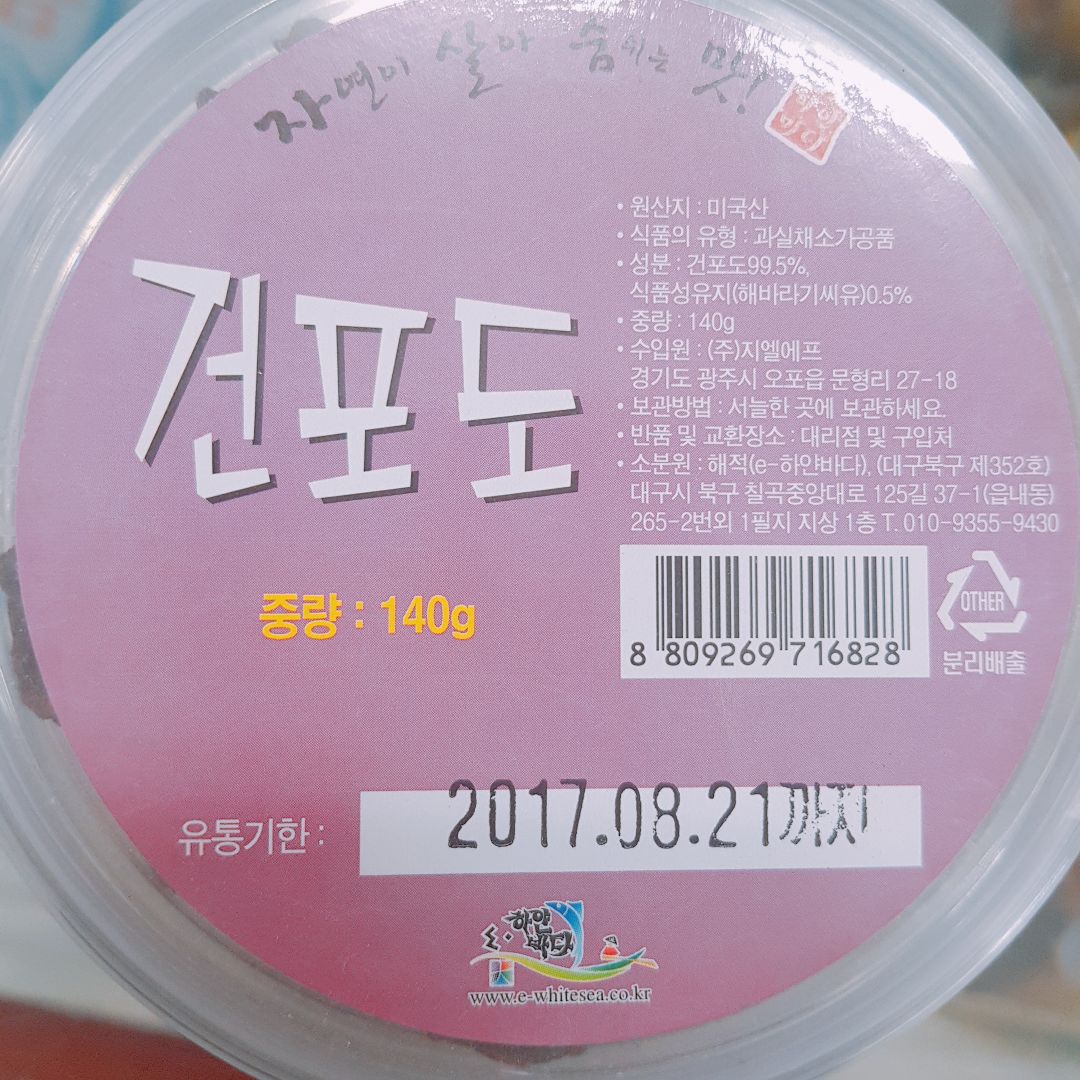 자연이 살아 숨쉬는 맛!
하얀
바다
건포도
중량 : 140g
• 원산지 : 미국산
• 식품의 유형 : 과실채소가공품
• 성분 : 건포도99.5%,
식품성유지(해바라기씨유)0.5%
• 중량 : 140g
• 수입원 : (주)지엘에프
경기도 광주시 오포읍 문형리 27-18
• 보관방법 : 서늘한 곳에 보관하세요.
• 반품 및 교환장소 : 대리점 및 구입처
• 소분원 : 해적(e-하얀바다), (대구북구 제352호)
대구시 북구 칠곡중앙대로 125길 37-1(읍내동)
265-2번외 1필지 지상 1층 T. 010-9355-9430
8 809269 716828
OTHER
분리배출
유통기한 : 2017.08.21까지
e·하얀
바다
www.e-whitesea.co.kr